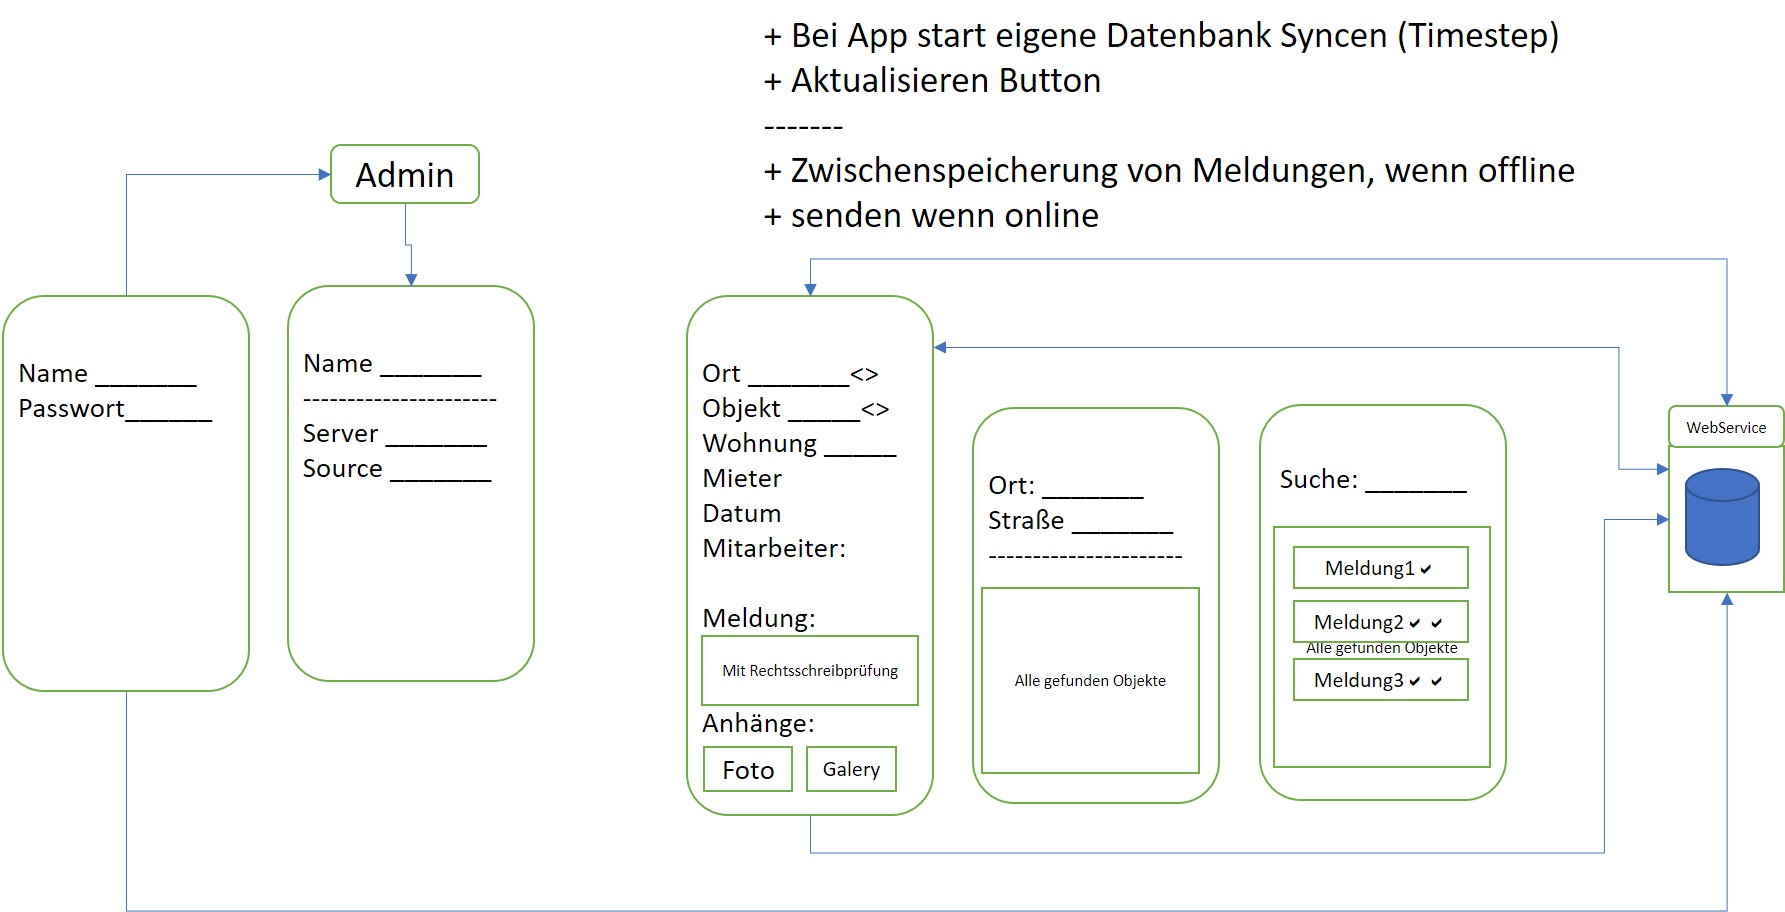 + Bei App start eigene Datenbank Syncen (Timestep)
+ Aktualisieren Button
-------
+ Zwischenspeicherung von Meldungen, wenn offline
+ senden wenn online
Admin
Name _______
Passwort______
Name _______
----------------------
Server _______
Source _______
Ort _______<>
Objekt _____<>
Wohnung _____
Mieter
Datum
Mitarbeiter:
Meldung:
Mit Rechtsschreibprüfung
Anhänge:
Foto
Galery
Ort: _______
Straße _______
----------------------
Alle gefunden Objekte
Suche: _______
Meldung1 ✔
Meldung2 ✔ ✔
Alle gefunden Objekte
Meldung3 ✔ ✔
WebService